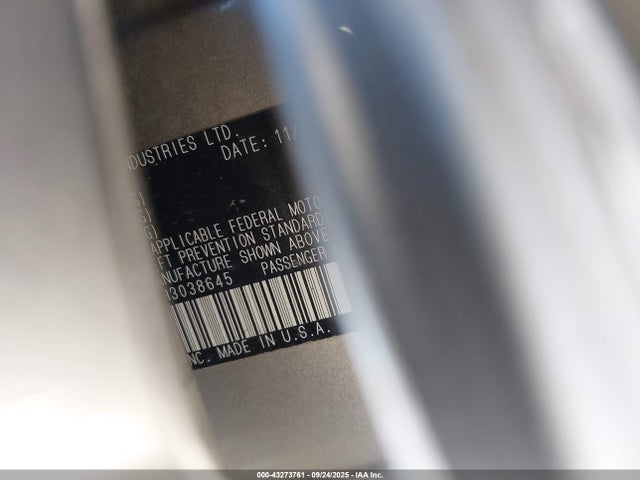 INDUSTRIES LTD.
DATE: 11/
G)
G)
G)
APPLICABLE FEDERAL MOTO
FT PREVENTION STANDARD
NUFACTURE SHOWN ABOVE
3038645 PASSENGER
NC. MADE IN U.S.A.
000-43273761 - 09/24/2025 - IAA Inc.